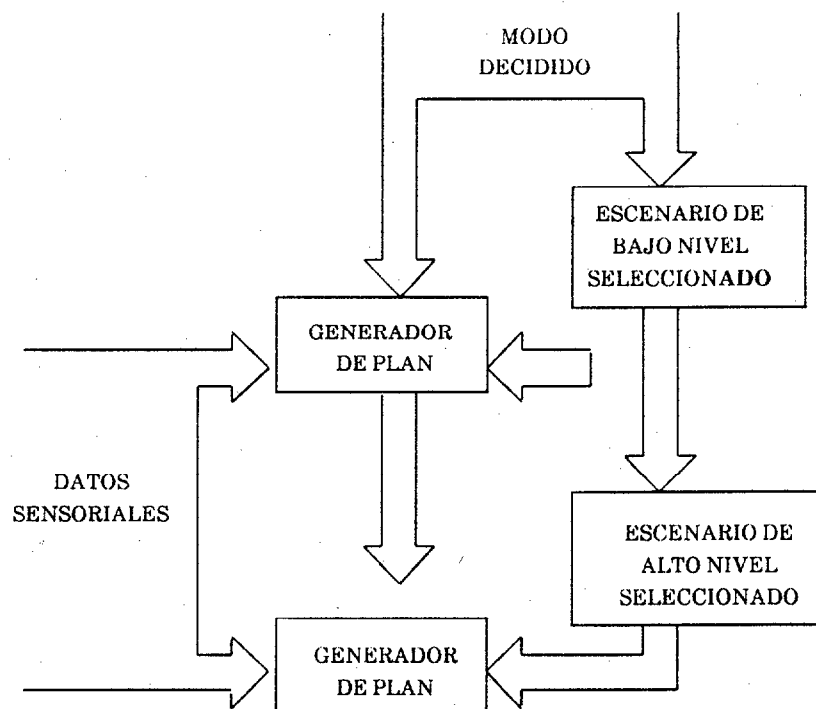 MODO
DECIDIDO
ESCENARIO DE
BAJO NIVEL
SELECCIONADO
GENERADOR
DE PLAN
DATOS
SENSORIALES
ESCENARIO DE
ALTO NIVEL
SELECCIONADO
GENERADOR
DE PLAN